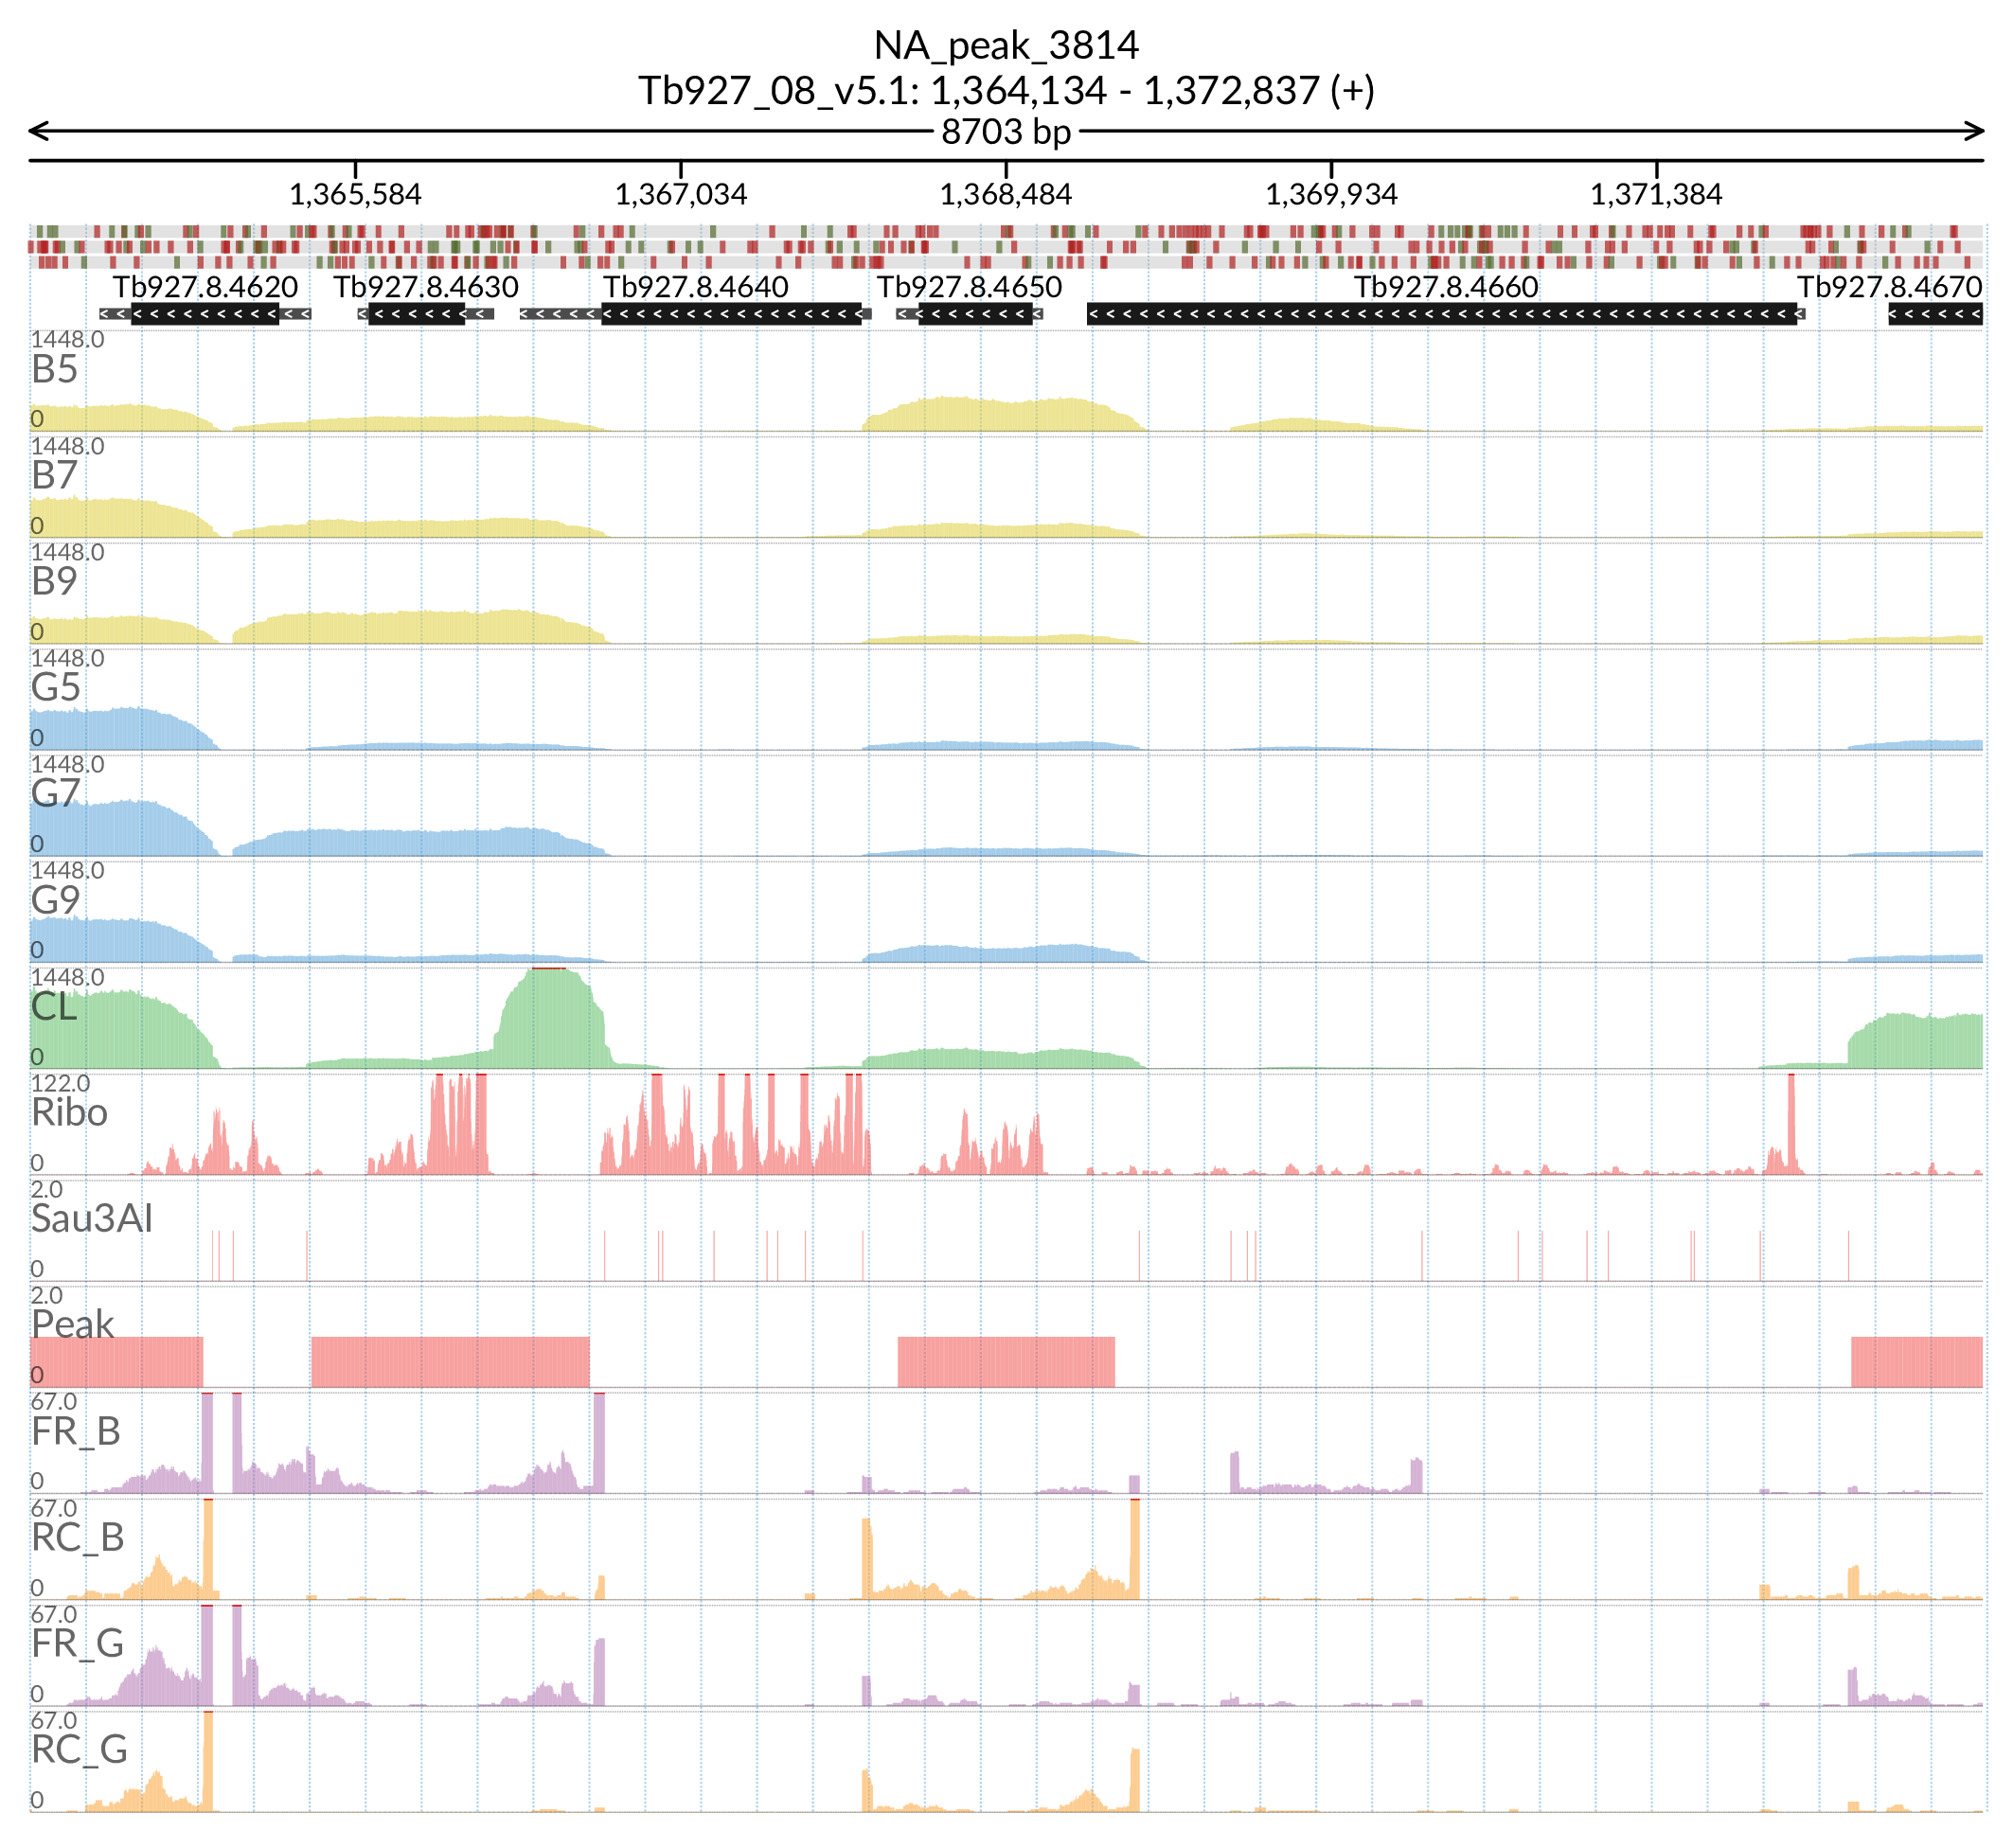 NA_peak_3814
Tb927_08_v5.1: 1,364,134 - 1,372,837 (+)
8703 bp
1,365,584 1,367,034 1,368,484 1,369,934 1,371,384
Tb927.8.4620 Tb927.8.4630 Tb927.8.4640 Tb927.8.4650 Tb927.8.4660 Tb927.8.4670
1448.0
B5
0
1448.0
B7
0
1448.0
B9
0
1448.0
G5
0
1448.0
G7
0
1448.0
G9
0
1448.0
CL
0
122.0
Ribo
0
2.0
Sau3AI
0
2.0
Peak
0
67.0
FR_B
0
67.0
RC_B
0
67.0
FR_G
0
67.0
RC_G
0